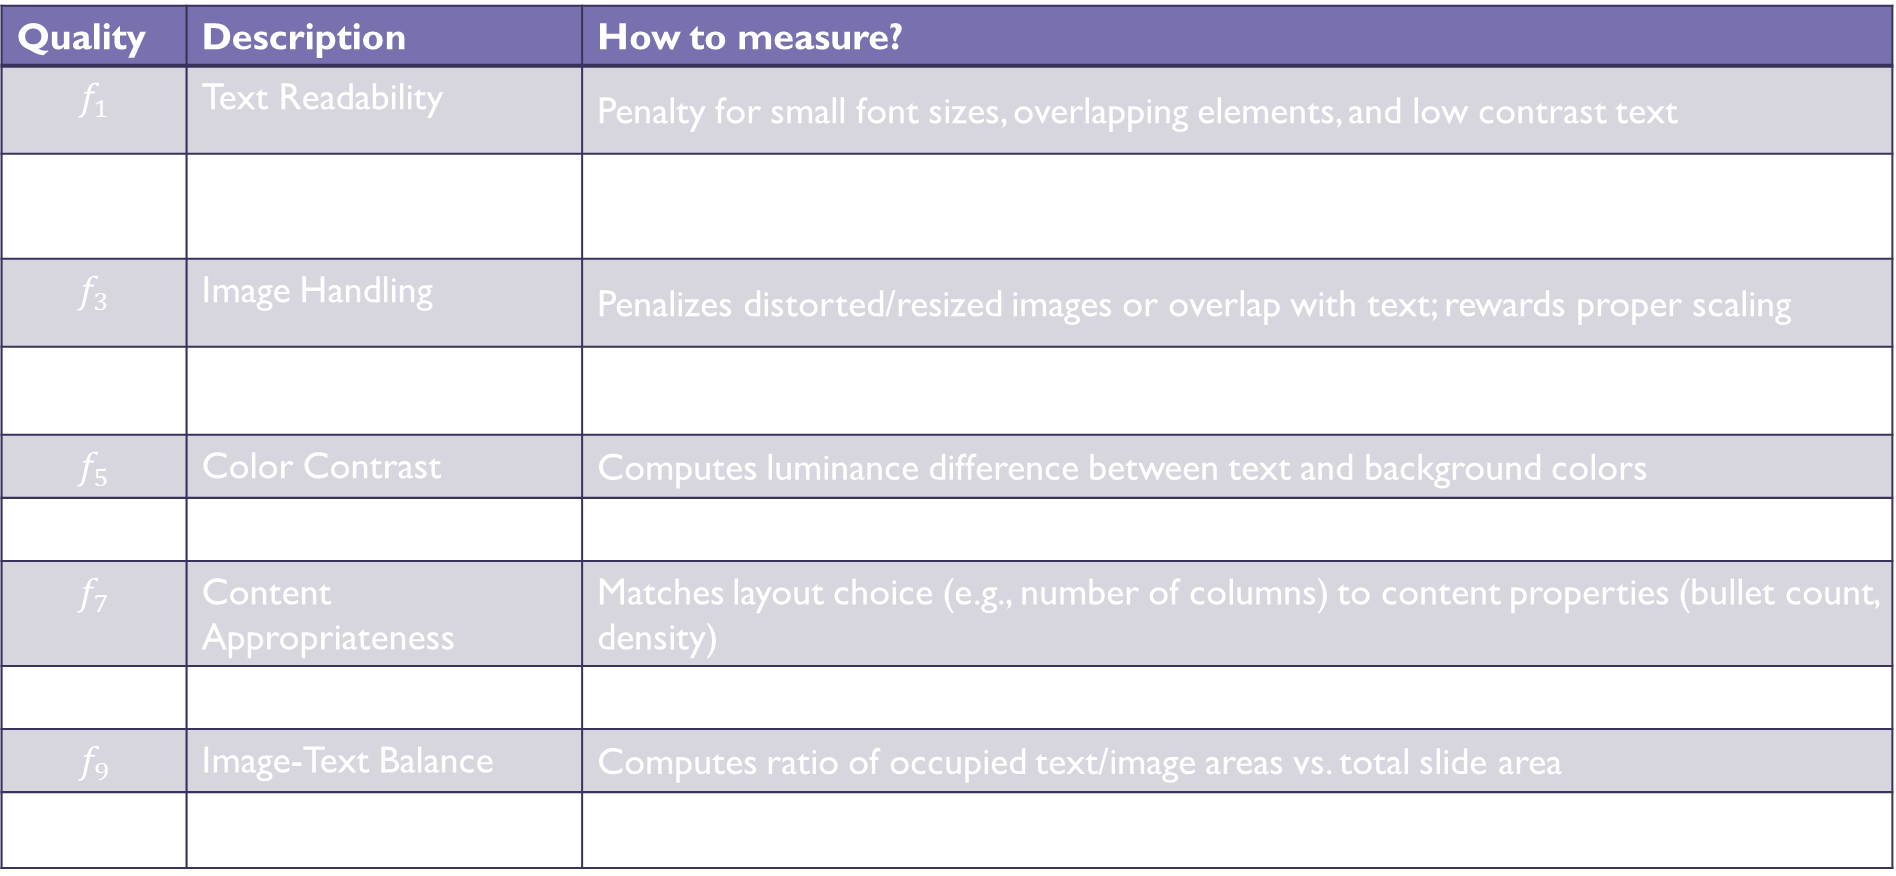 Quality Description How to measure?
f₁ Text Readability Penalty for small font sizes, overlapping elements, and low contrast text
f₃ Image Handling Penalizes distorted/resized images or overlap with text; rewards proper scaling
f₅ Color Contrast Computes luminance difference between text and background colors
f₇ Content Matches layout choice (e.g., number of columns) to content properties (bullet count,
Appropriateness density)
f₉ Image-Text Balance Computes ratio of occupied text/image areas vs. total slide area